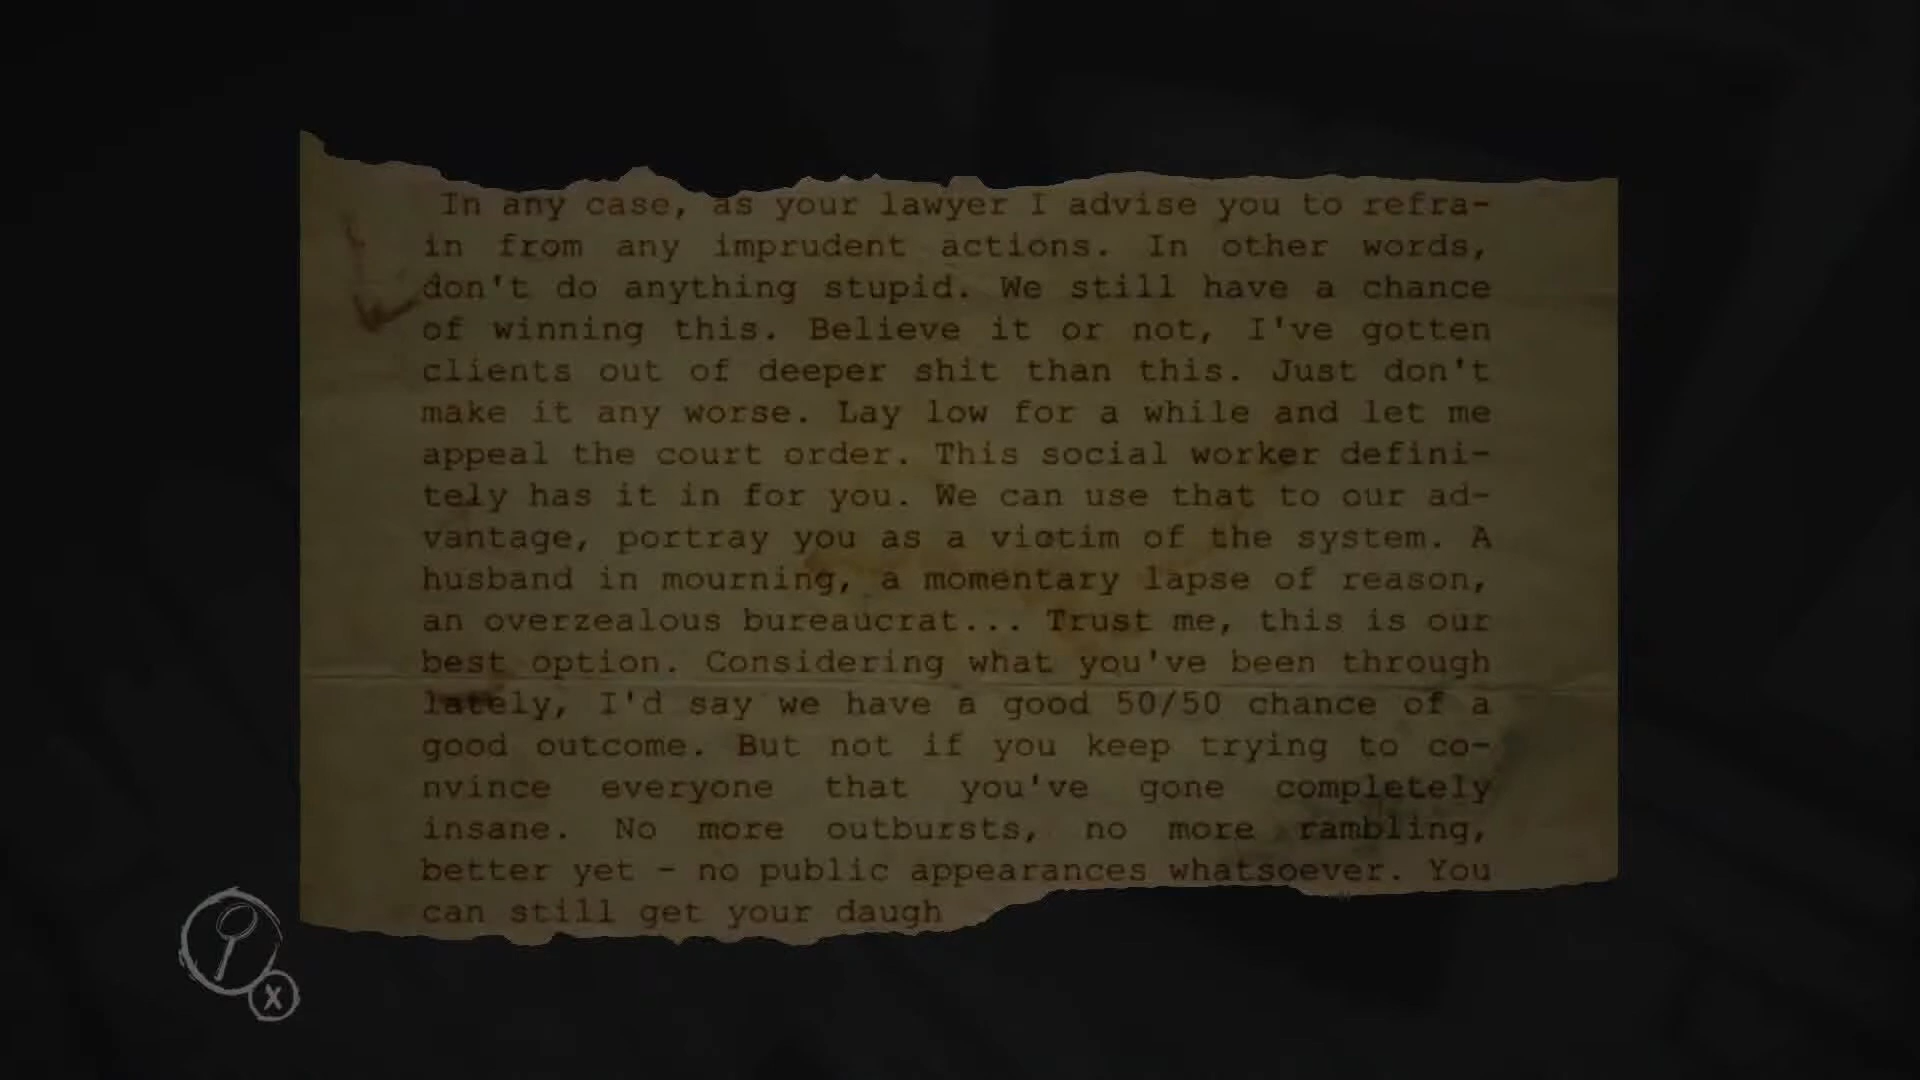 In any case, as your lawyer I advise you to refra-
in from any imprudent actions. In other words,
don't do anything stupid. We still have a chance
of winning this. Believe it or not, I've gotten
clients out of deeper shit than this. Just don't
make it any worse. Lay low for a while and let me
appeal the court order. This social worker defini-
tely has it in for you. We can use that to our ad-
vantage, portray you as a victim of the system. A
husband in mourning, a momentary lapse of reason,
an overzealous bureaucrat... Trust me, this is our
best option. Considering what you've been through
lately, I'd say we have a good 50/50 chance of a
good outcome. But not if you keep trying to co-
nvince everyone that you've gone completely
insane. No more outbursts, no more rambling,
better yet - no public appearances whatsoever. You
can still get your daugh
X